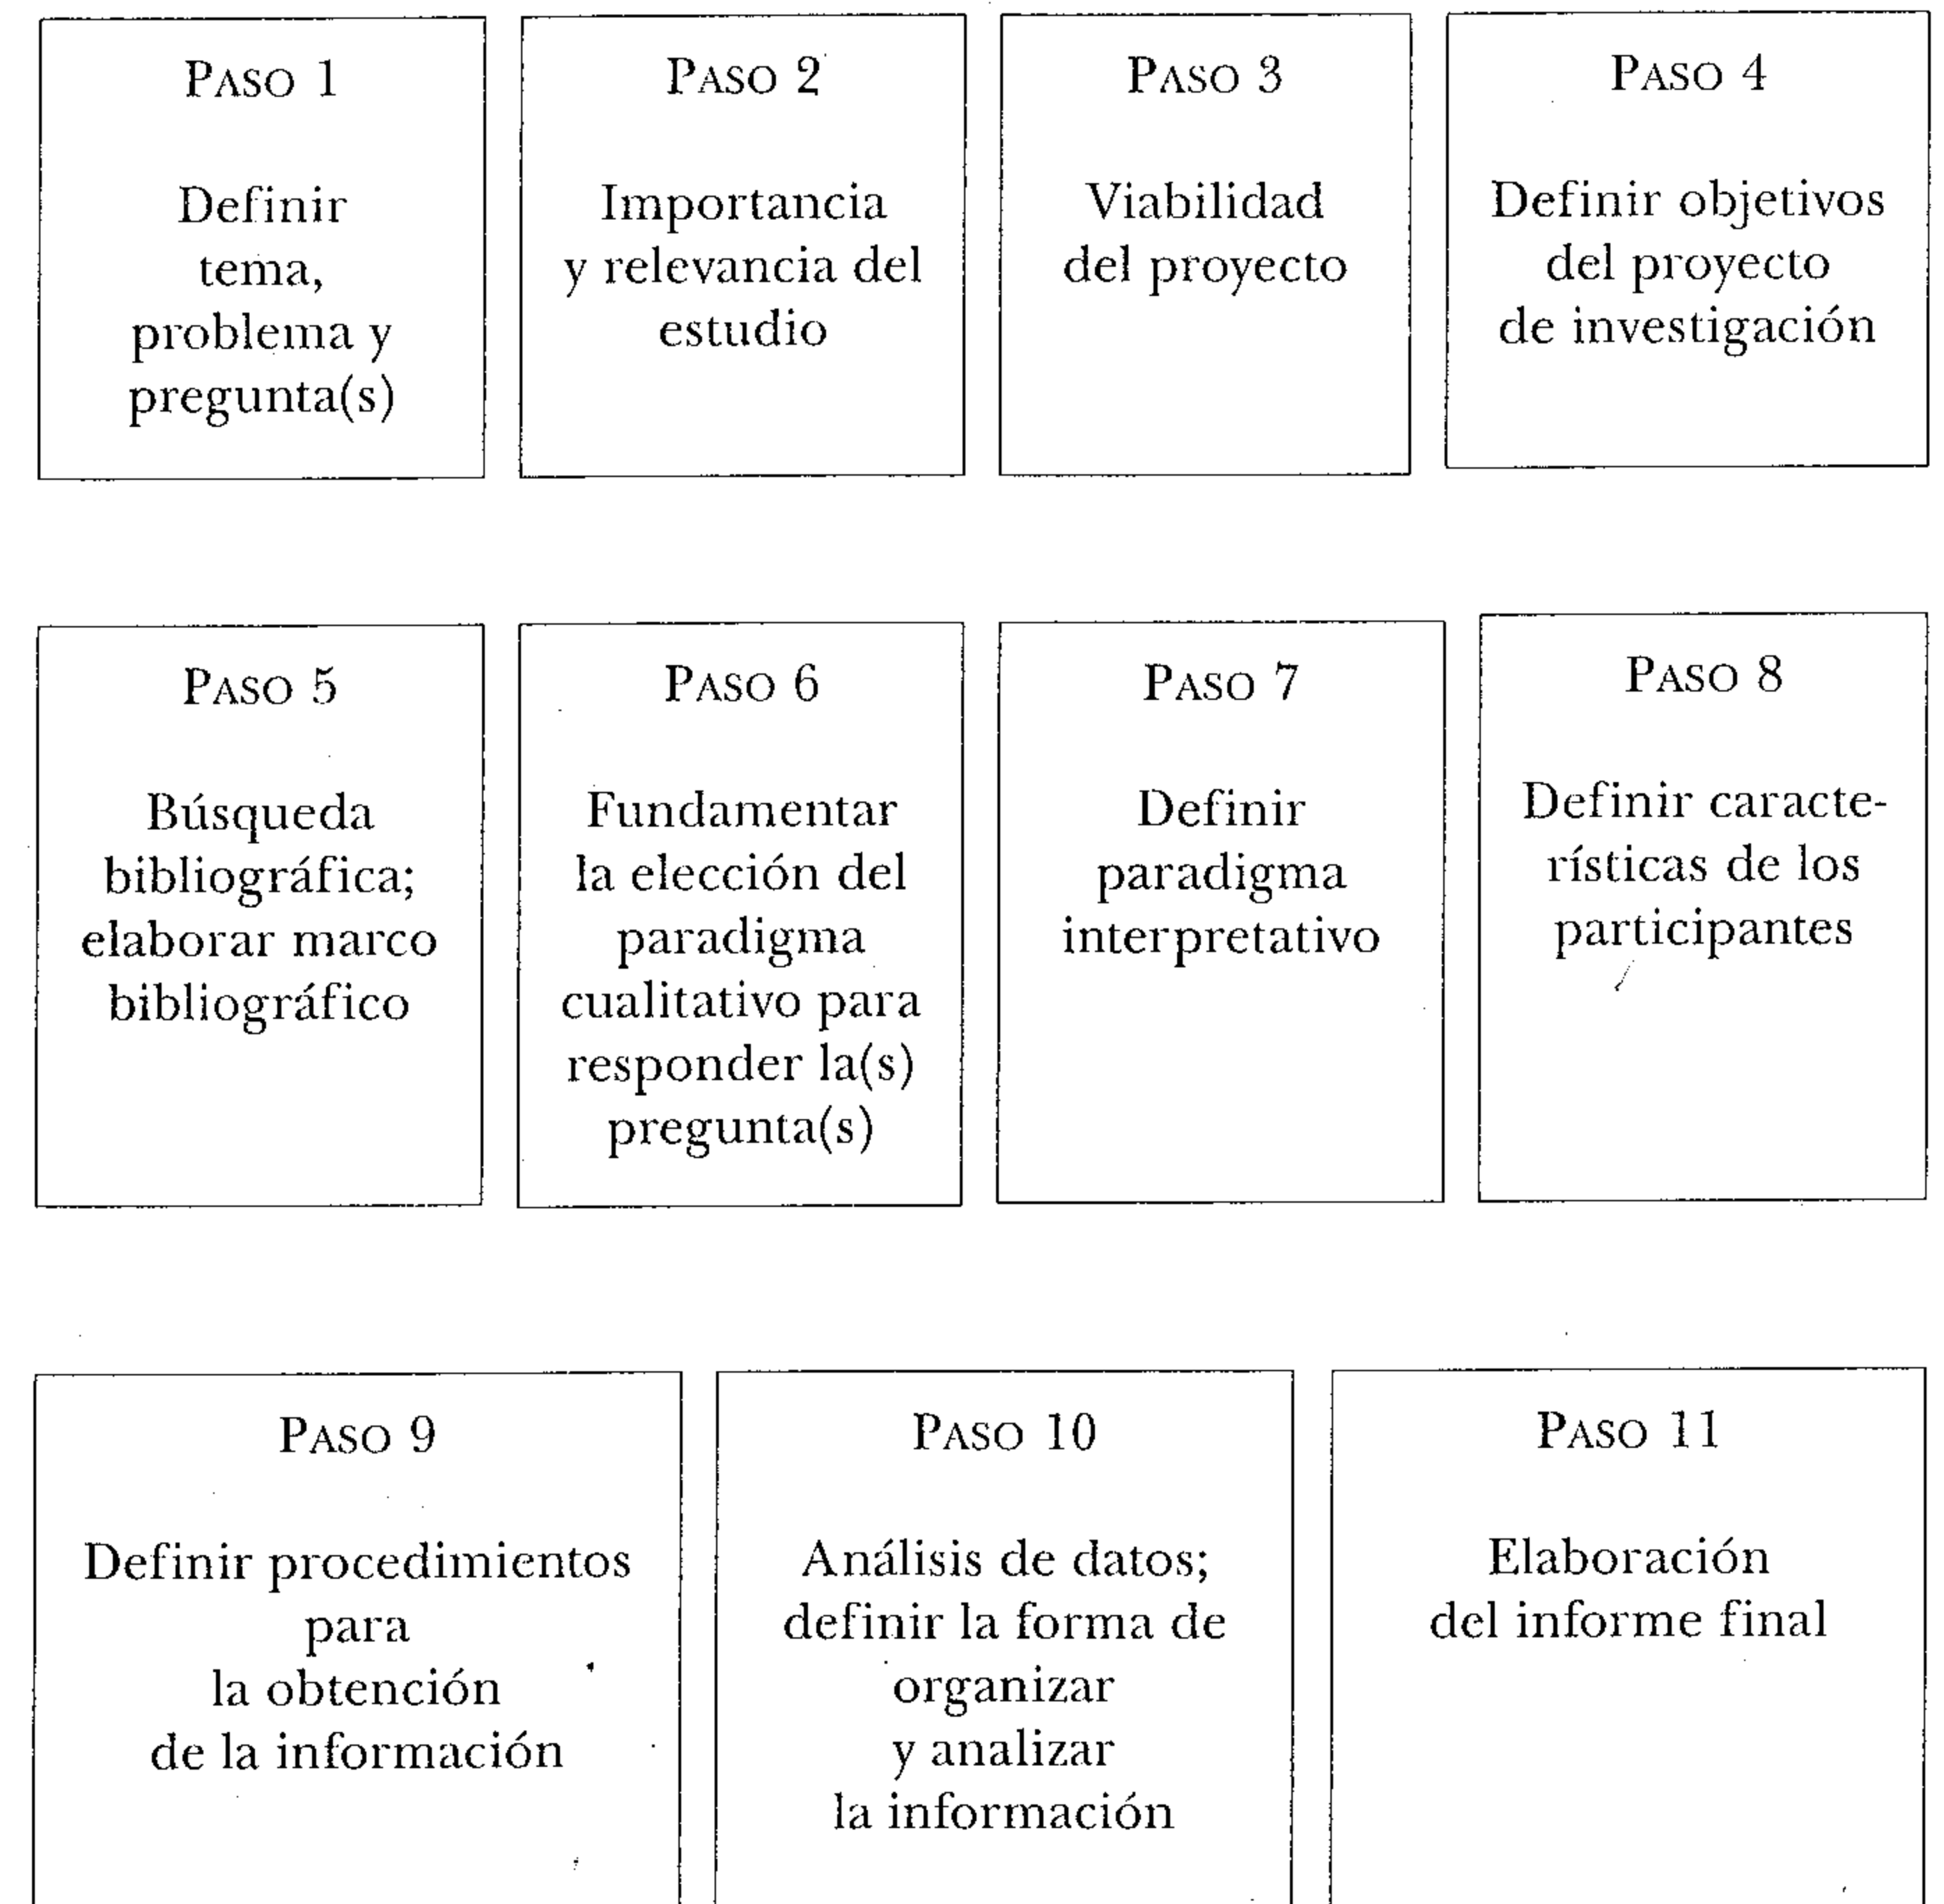 PASO 1
Definir
tema,
problema y
pregunta(s)
PASO 2
Importancia
y relevancia del
estudio
PASO 3
Viabilidad
del proyecto
PASO 4
Definir objetivos
del proyecto
de investigación
PASO 5
Búsqueda
bibliográfica;
elaborar marco
bibliográfico
PASO 6
Fundamentar
la elección del
paradigma
cualitativo para
responder la(s)
pregunta(s)
PASO 7
Definir
paradigma
interpretativo
PASO 8
Definir caracte-
rísticas de los
participantes
PASO 9
Definir procedimientos
para
la obtención
de la información
PASO 10
Análisis de datos;
definir la forma de
organizar
y analizar
la información
PASO 11
Elaboración
del informe final